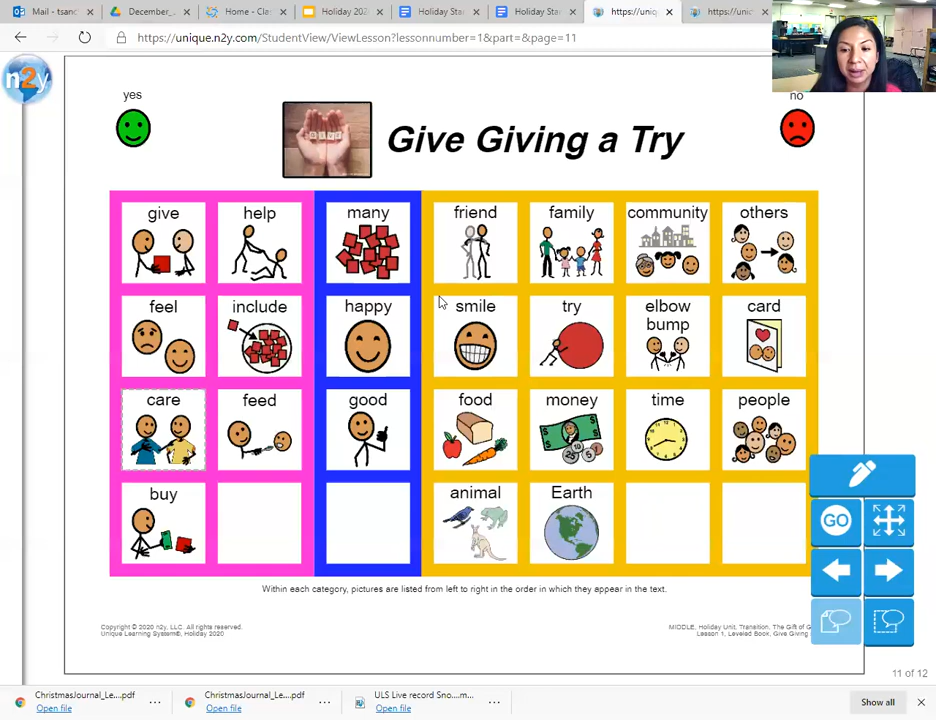 Mail - tsand
December_
Home - Cla
Holiday 202
Holiday Sta
Holiday Sta
https://uniq
https://unic
https://unique.n2y.com/StudentView/ViewLesson?lessonnumber=1&part=&page=11
n2y
yes
no
GIVE
Give Giving a Try
give
help
many
friend
family
community
others
feel
include
happy
smile
try
elbow
bump
card
care
feed
good
food
money
time
people
buy
animal
Earth
GO
Within each category, pictures are listed from left to right in the order in which they appear in the text.
Copyright © 2020 n2y, LLC. All rights reserved.
Unique Learning System®, Holiday 2020
MIDDLE, Holiday Unit, Transition, The Gift of G
Lesson 1, Leveled Book, Give Giving
11 of 12
ChristmasJournal_Le....pdf
Open file
ChristmasJournal_Le....pdf
Open file
ULS Live record Sno....m...
Open file
Show all